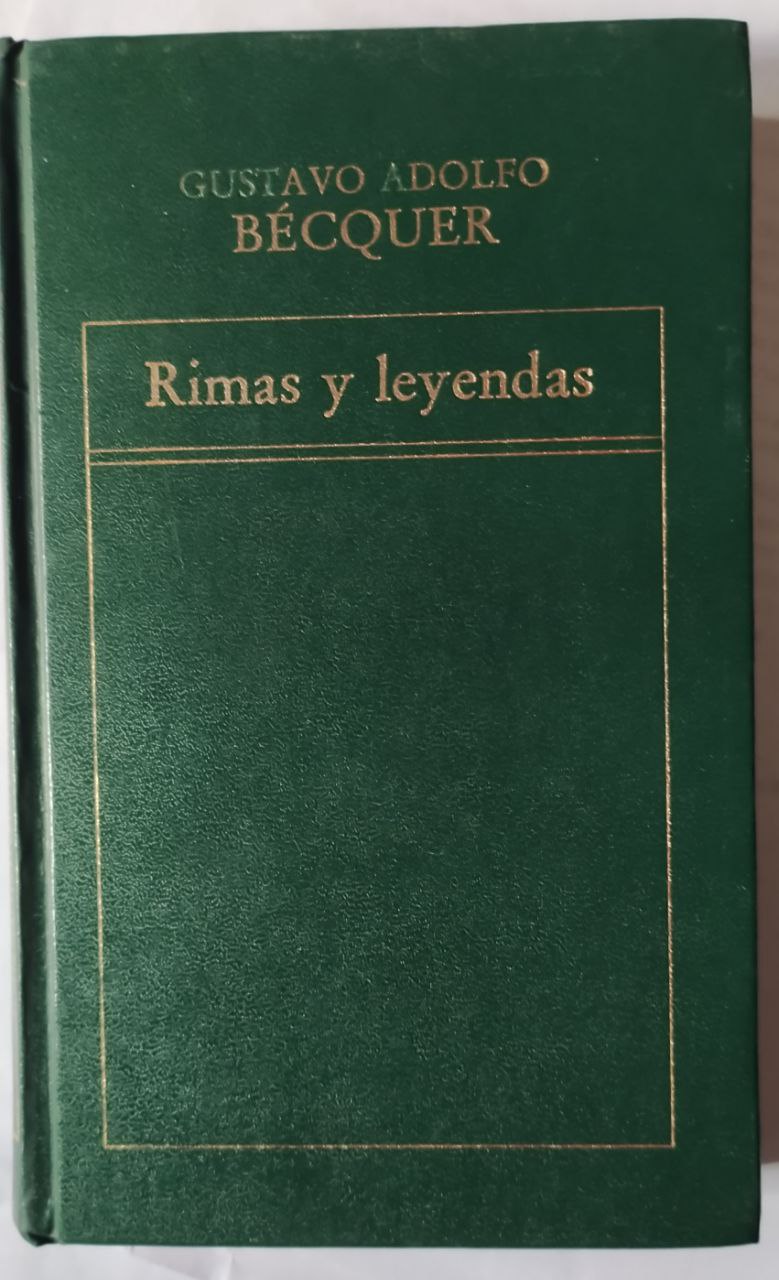 GUSTAVO ADOLFO
BÉCQUER
Rimas y leyendas